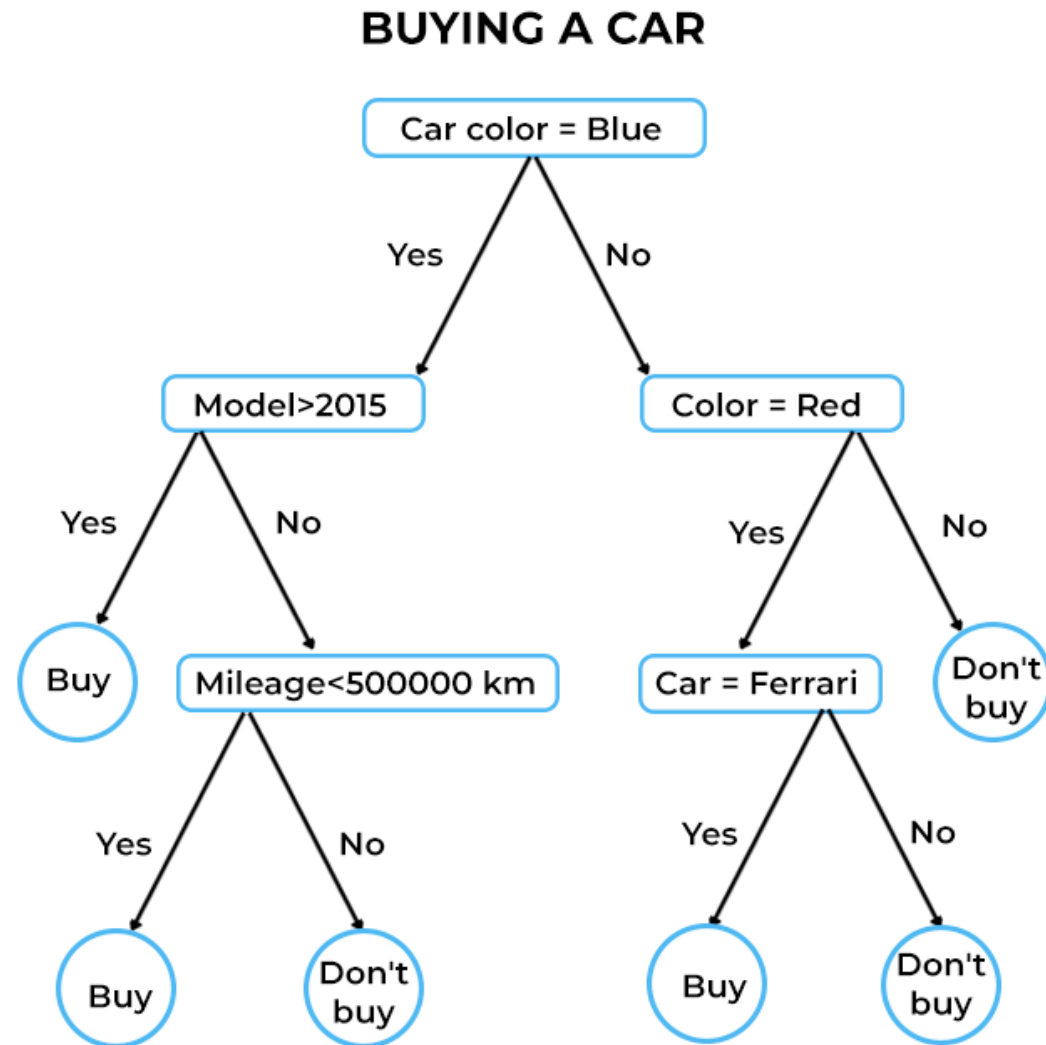 BUYING A CAR
Car color = Blue
Yes
No
Model>2015
Color = Red
Yes
No
Yes
No
Buy
Mileage<500000 km
Car = Ferrari
Don't
buy
Yes
No
Yes
No
Buy
Don't
buy
Buy
Don't
buy